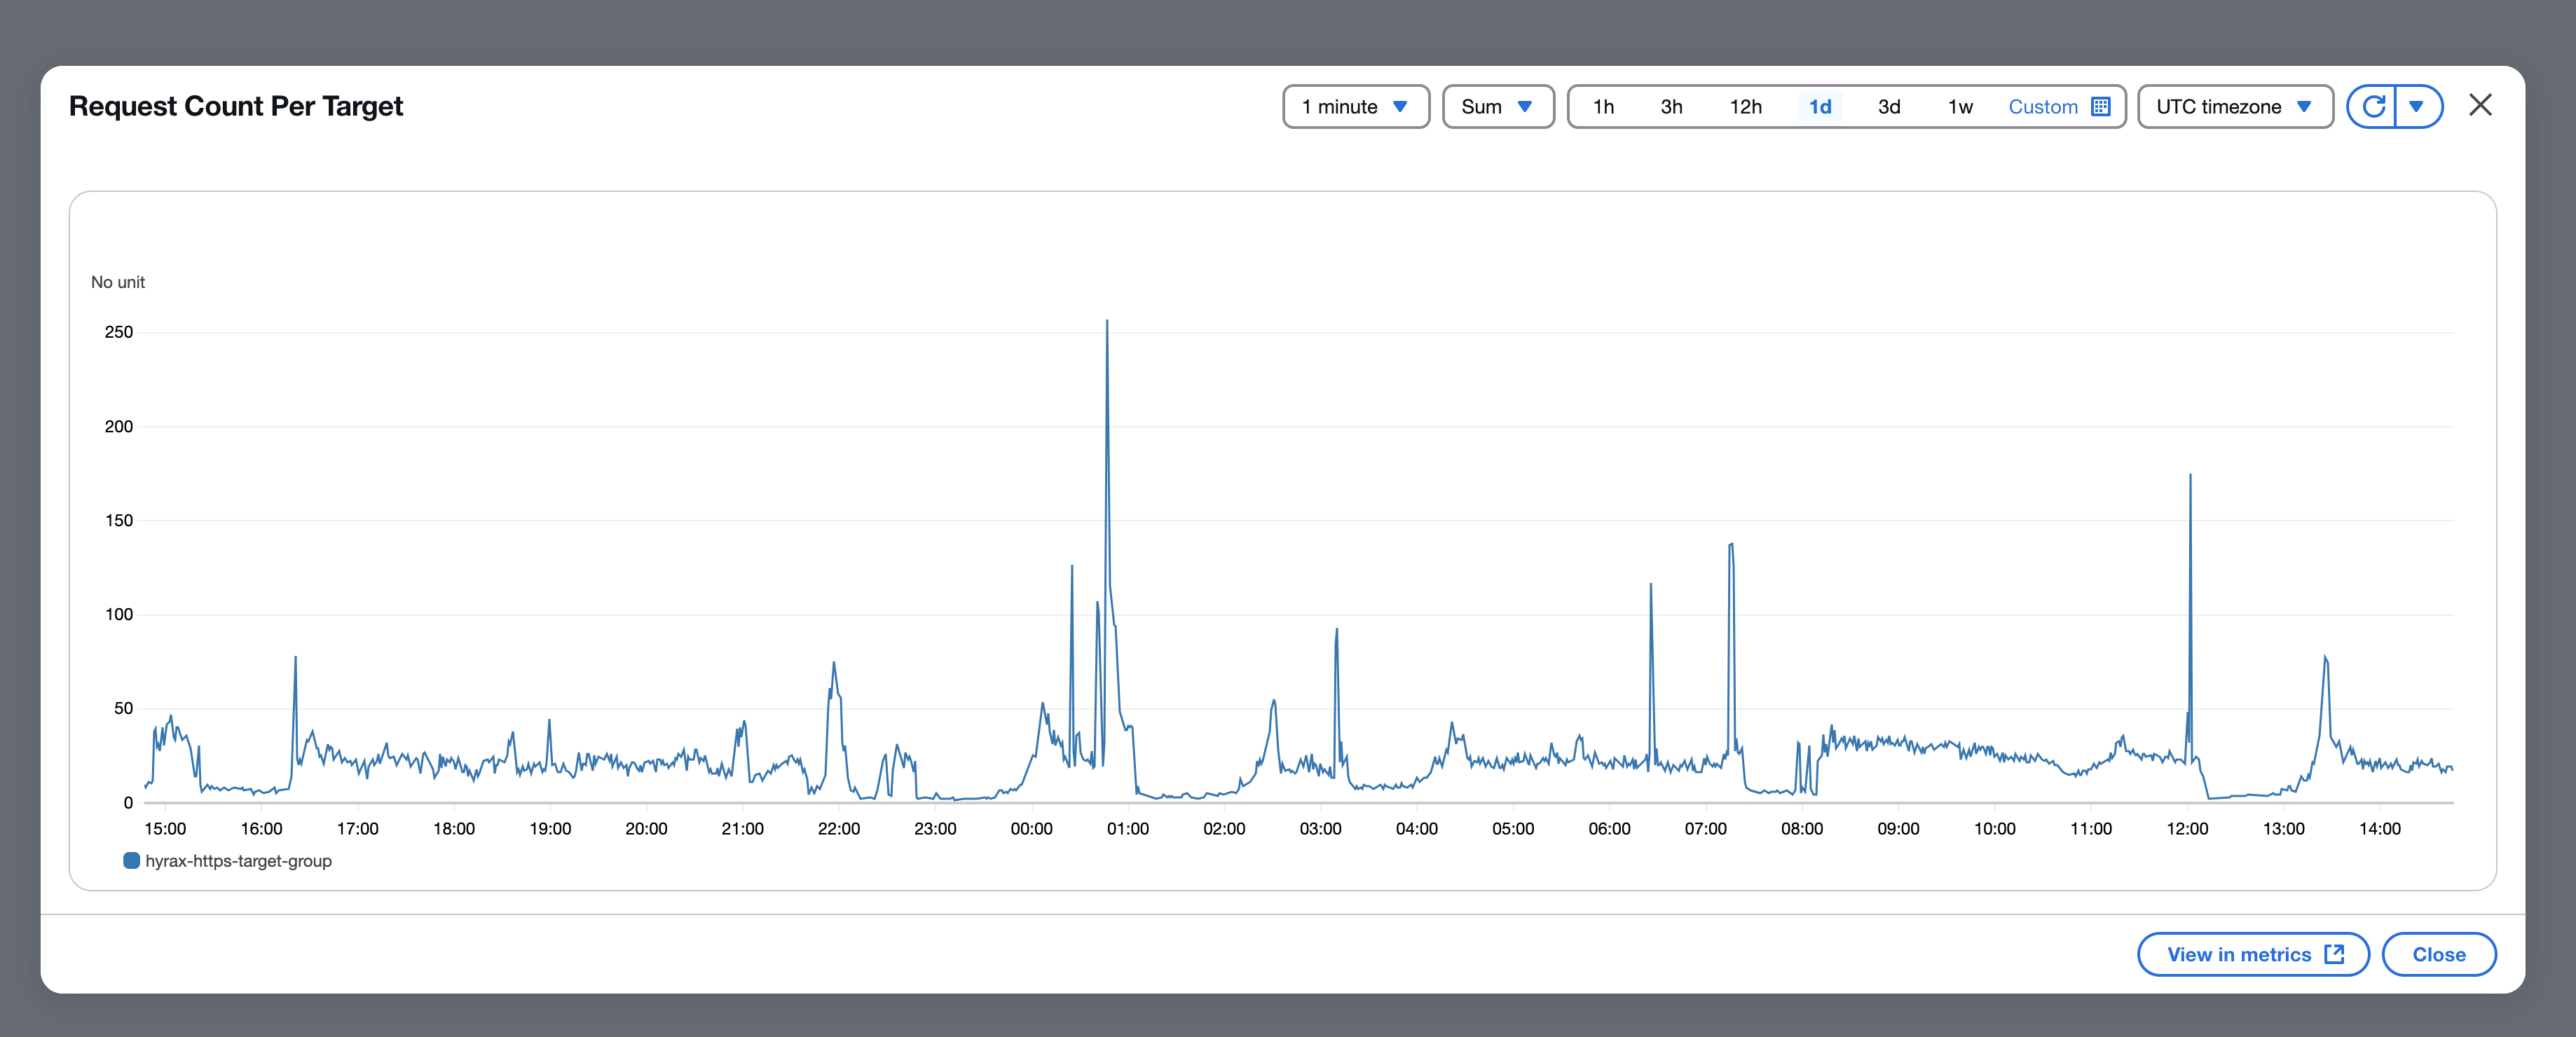 Request Count Per Target
1 minute
Sum
1h 3h 12h 1d 3d 1w Custom
UTC timezone
No unit
250
200
150
100
50
0
15:00 16:00 17:00 18:00 19:00 20:00 21:00 22:00 23:00 00:00 01:00 02:00 03:00 04:00 05:00 06:00 07:00 08:00 09:00 10:00 11:00 12:00 13:00 14:00
hyrax-https-target-group
View in metrics
Close